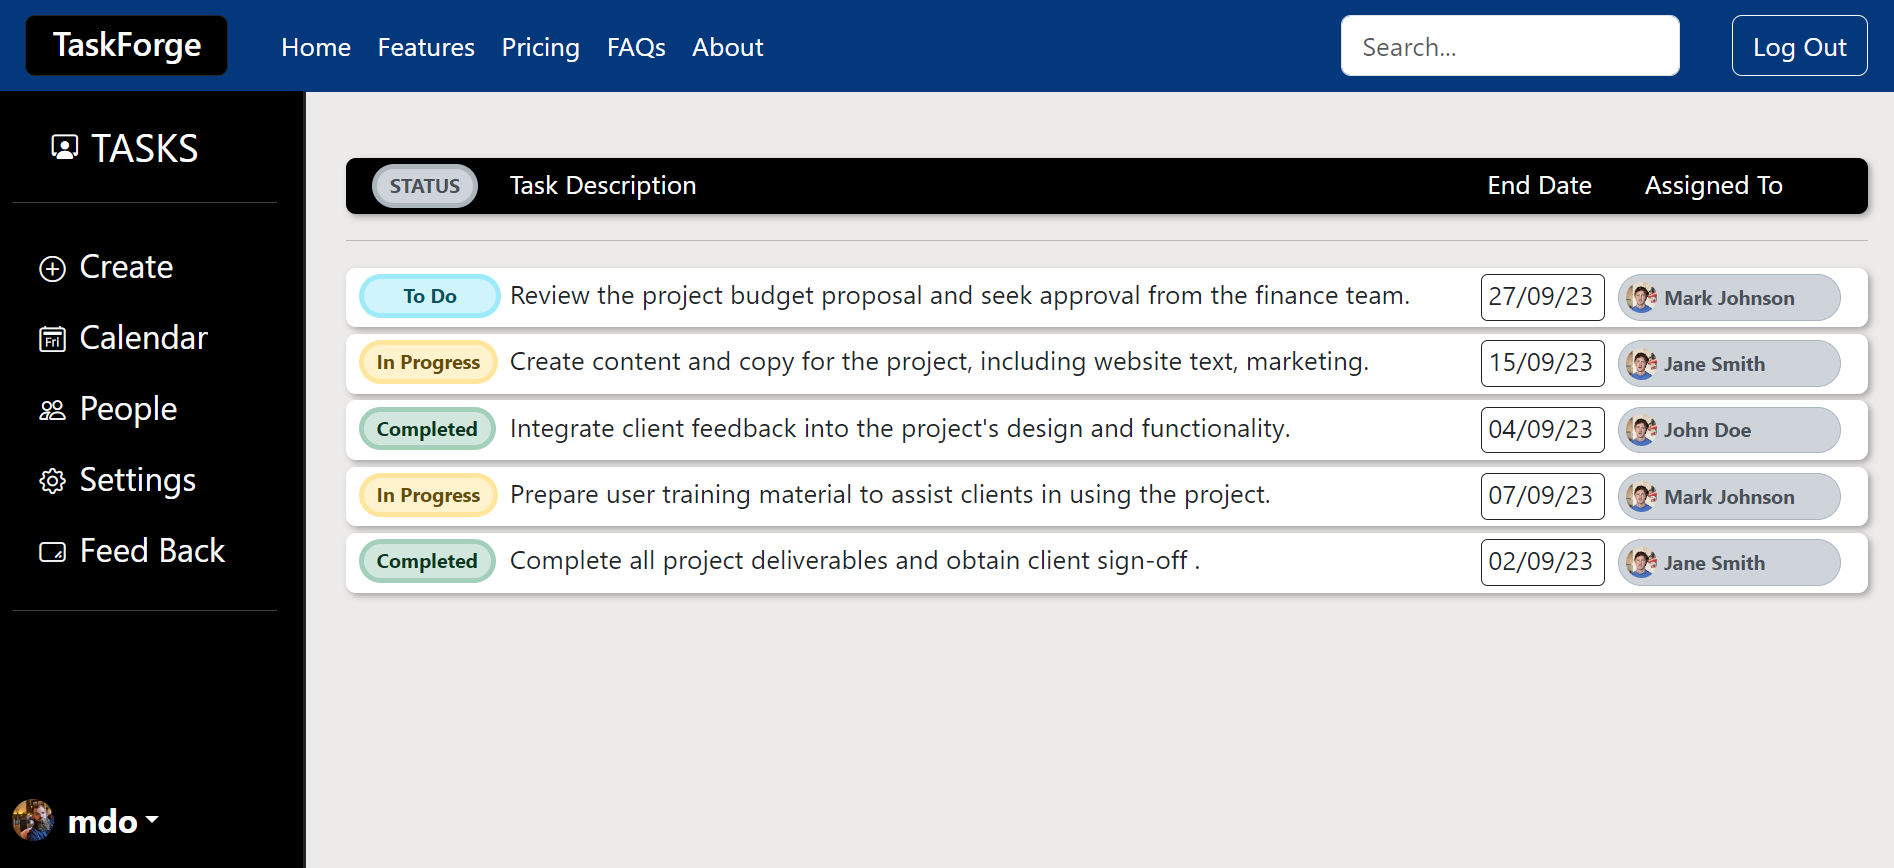 TaskForge Home Features Pricing FAQs About Search... Log Out
TASKS
Create
Calendar
Fri
People
Settings
Feed Back
mdo
STATUS Task Description End Date Assigned To
To Do Review the project budget proposal and seek approval from the finance team. 27/09/23 Mark Johnson
In Progress Create content and copy for the project, including website text, marketing. 15/09/23 Jane Smith
Completed Integrate client feedback into the project's design and functionality. 04/09/23 John Doe
In Progress Prepare user training material to assist clients in using the project. 07/09/23 Mark Johnson
Completed Complete all project deliverables and obtain client sign-off . 02/09/23 Jane Smith